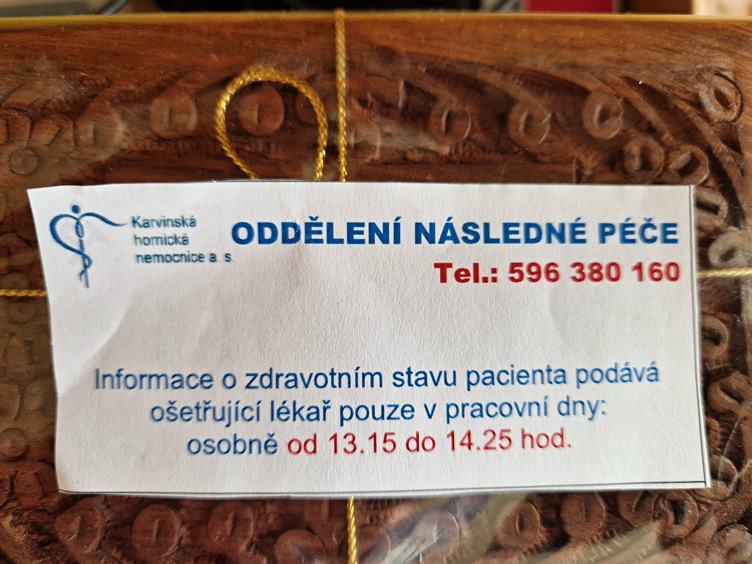 Karvinská
hornická
nemocnice a. s.
ODDĚLENÍ NÁSLEDNÉ PÉČE
Tel.: 596 380 160
Informace o zdravotním stavu pacienta podává
ošetřující lékař pouze v pracovní dny:
osobně od 13.15 do 14.25 hod.